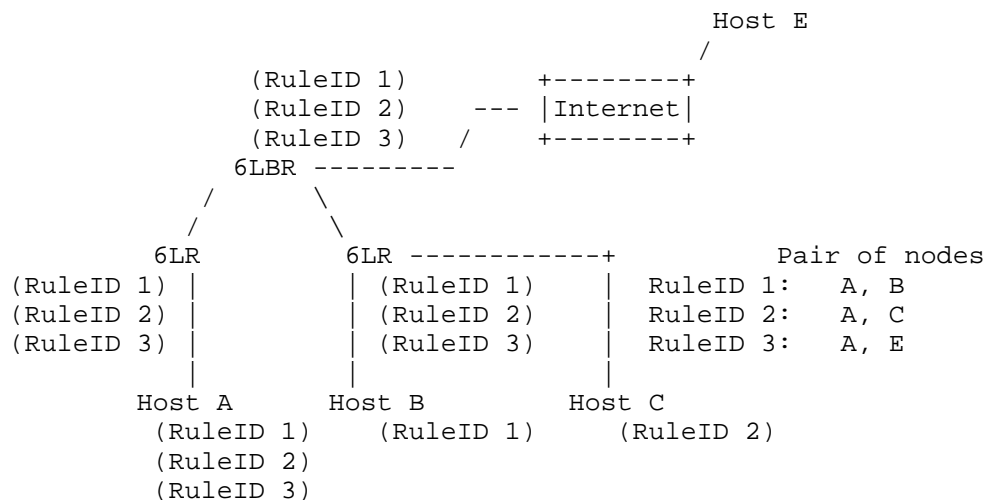 Host E
(RuleID 1)
(RuleID 2) --- |Internet|
(RuleID 3)
6LBR ---------
6LR 6LR ------------+ Pair of nodes
(RuleID 1) | | (RuleID 1) | RuleID 1: A, B
(RuleID 2) | | (RuleID 2) | RuleID 2: A, C
(RuleID 3) | | (RuleID 3) | RuleID 3: A, E
Host A Host B Host C
(RuleID 1) (RuleID 1) (RuleID 2)
(RuleID 2)
(RuleID 3)